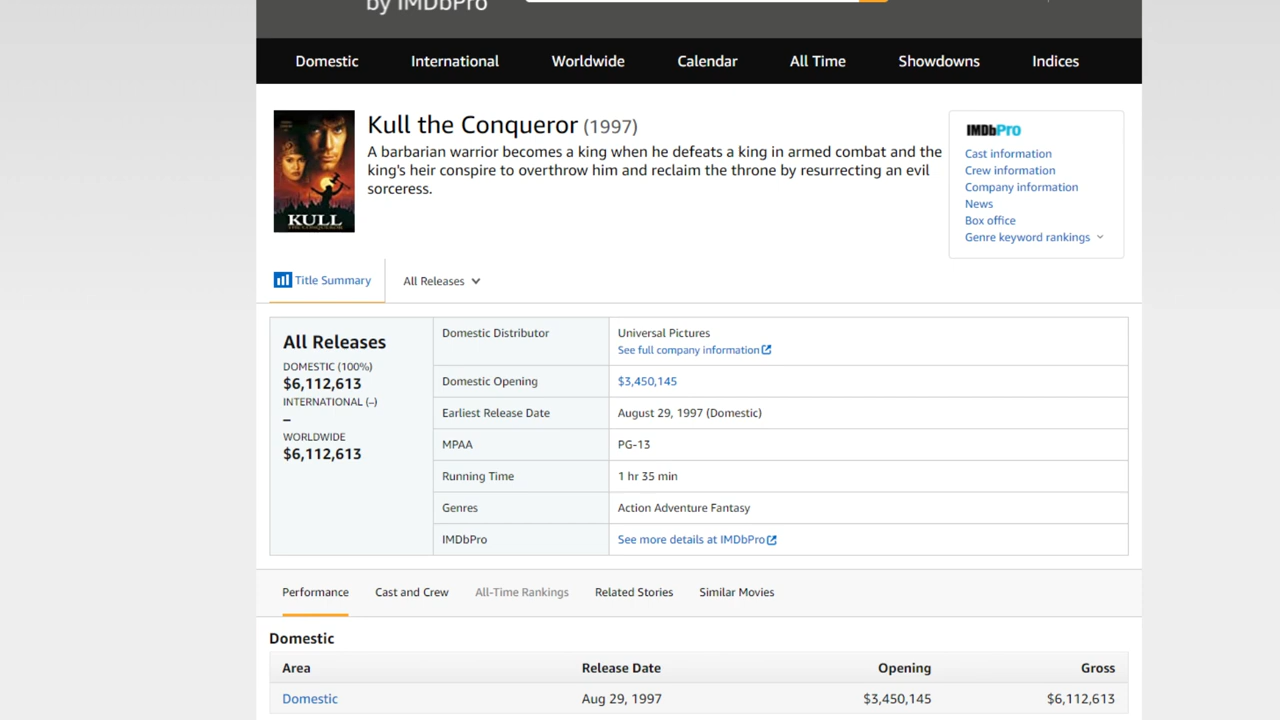 by IMDbPro
Domestic
International
Worldwide
Calendar
All Time
Showdowns
Indices
Kull the Conqueror (1997)
A barbarian warrior becomes a king when he defeats a king in armed combat and the
king's heir conspire to overthrow him and reclaim the throne by resurrecting an evil
sorceress.
KULL
THE CONQUEROR
IMDbPro
Cast information
Crew information
Company information
News
Box office
Genre keyword rankings
Title Summary
All Releases
All Releases
DOMESTIC (100%)
$6,112,613
INTERNATIONAL (–)
–
WORLDWIDE
$6,112,613
Domestic Distributor
Universal Pictures
See full company information
Domestic Opening
$3,450,145
Earliest Release Date
August 29, 1997 (Domestic)
MPAA
PG-13
Running Time
1 hr 35 min
Genres
Action Adventure Fantasy
IMDbPro
See more details at IMDbPro
Performance
Cast and Crew
All-Time Rankings
Related Stories
Similar Movies
Domestic
Area
Release Date
Opening
Gross
Domestic
Aug 29, 1997
$3,450,145
$6,112,613